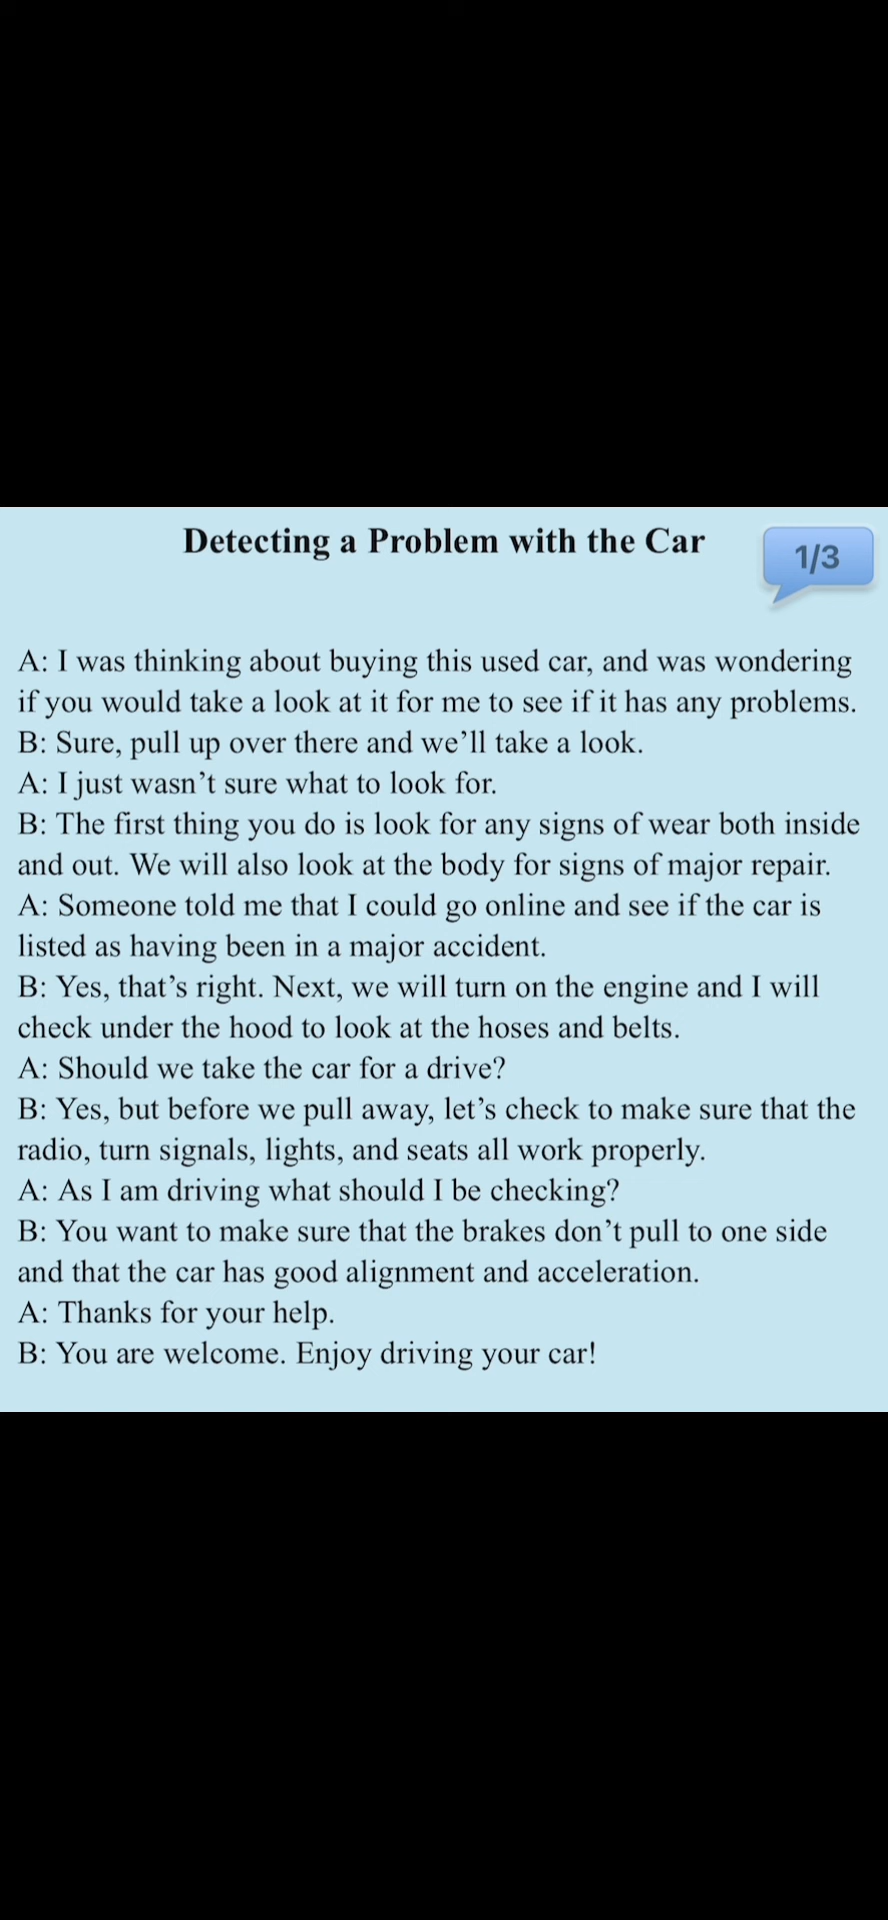 Detecting a Problem with the Car
1/3
A: I was thinking about buying this used car, and was wondering
if you would take a look at it for me to see if it has any problems.
B: Sure, pull up over there and we’ll take a look.
A: I just wasn’t sure what to look for.
B: The first thing you do is look for any signs of wear both inside
and out. We will also look at the body for signs of major repair.
A: Someone told me that I could go online and see if the car is
listed as having been in a major accident.
B: Yes, that’s right. Next, we will turn on the engine and I will
check under the hood to look at the hoses and belts.
A: Should we take the car for a drive?
B: Yes, but before we pull away, let’s check to make sure that the
radio, turn signals, lights, and seats all work properly.
A: As I am driving what should I be checking?
B: You want to make sure that the brakes don’t pull to one side
and that the car has good alignment and acceleration.
A: Thanks for your help.
B: You are welcome. Enjoy driving your car!